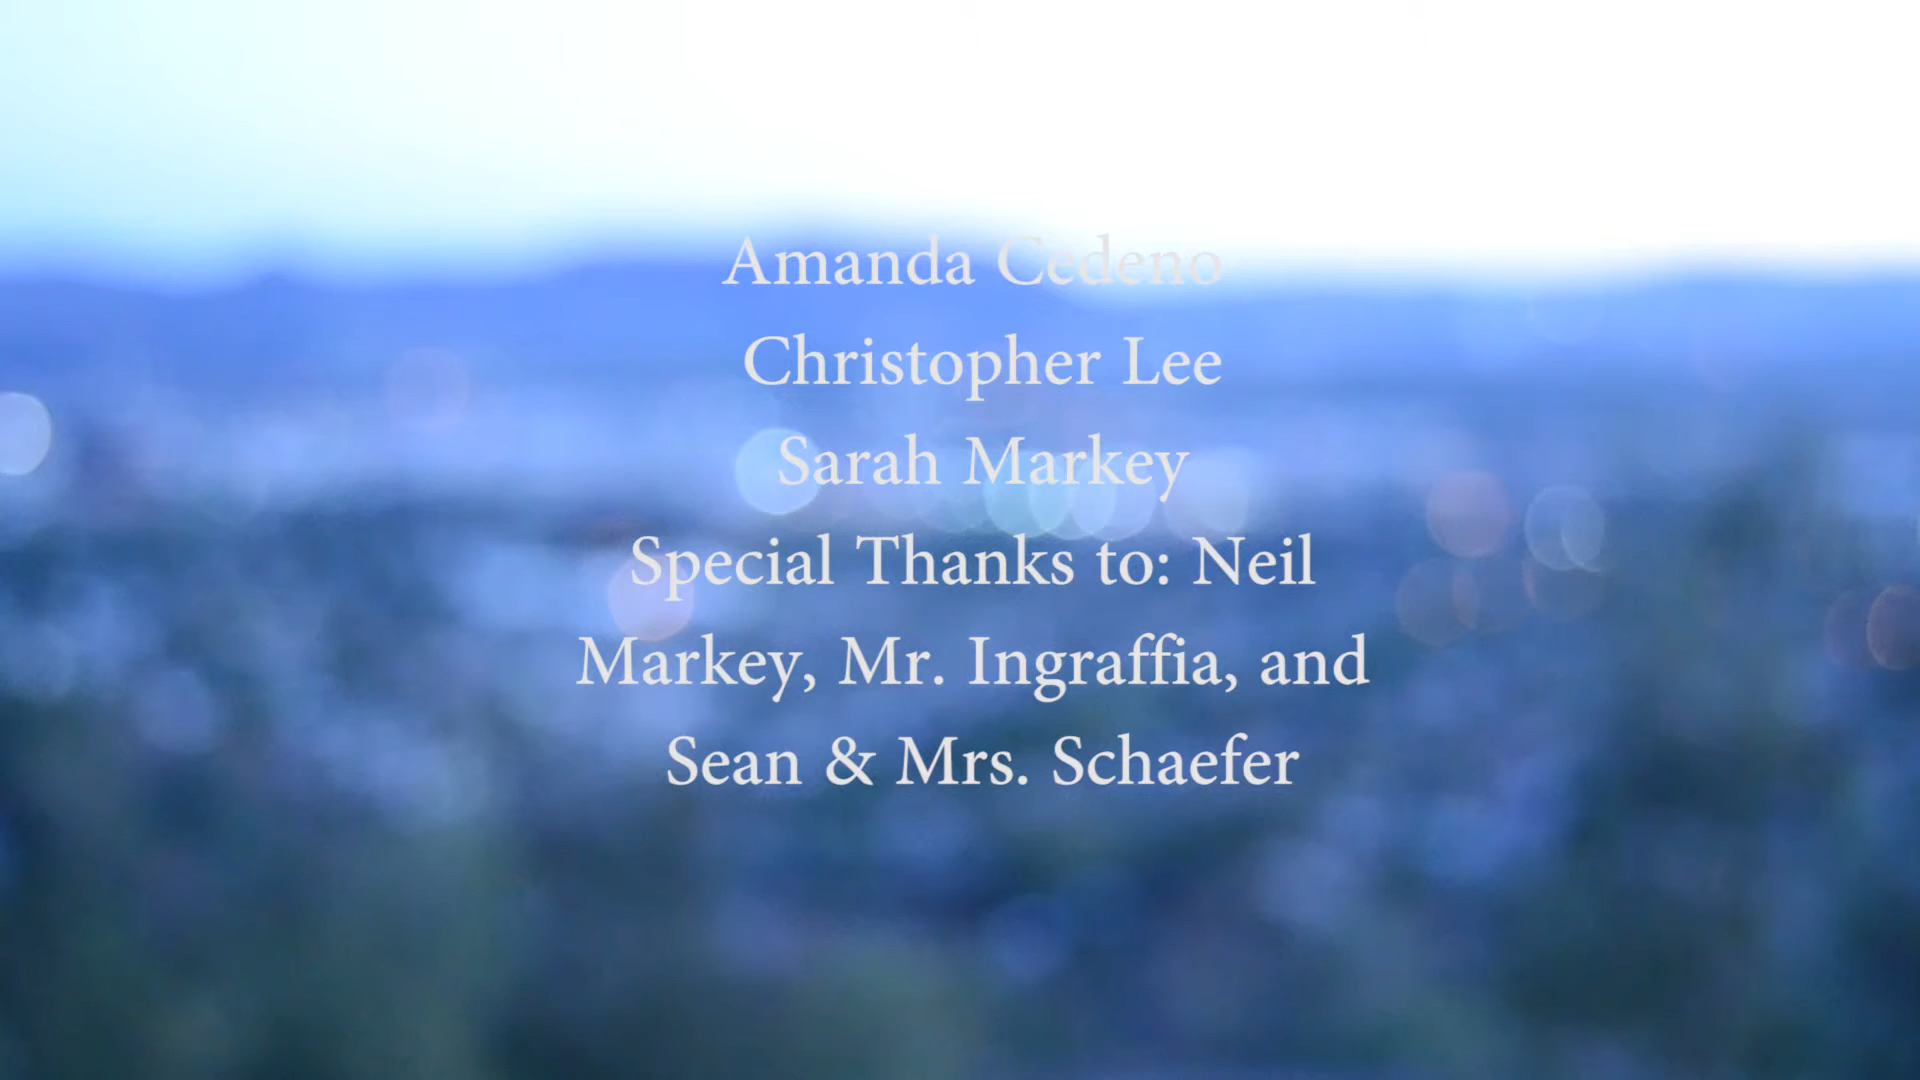 Amanda Cedeno
Christopher Lee
Sarah Markey
Special Thanks to: Neil
Markey, Mr. Ingraffia, and
Sean & Mrs. Schaefer